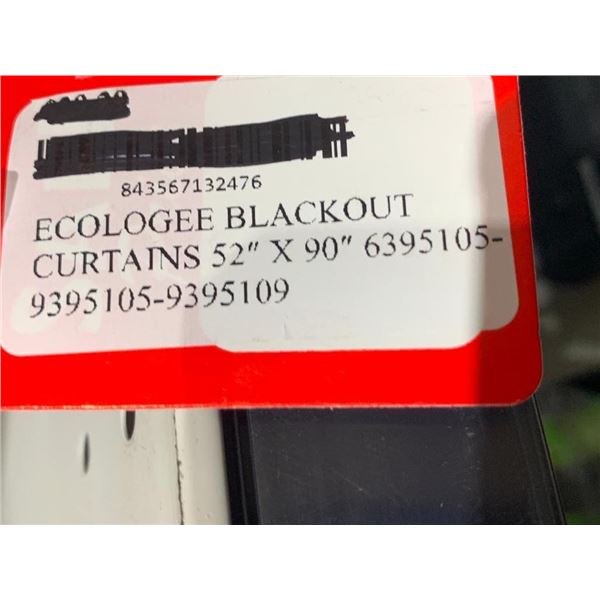 843567132476
ECOLOGEE BLACKOUT
CURTAINS 52" X 90" 6395105-
9395105-9395109